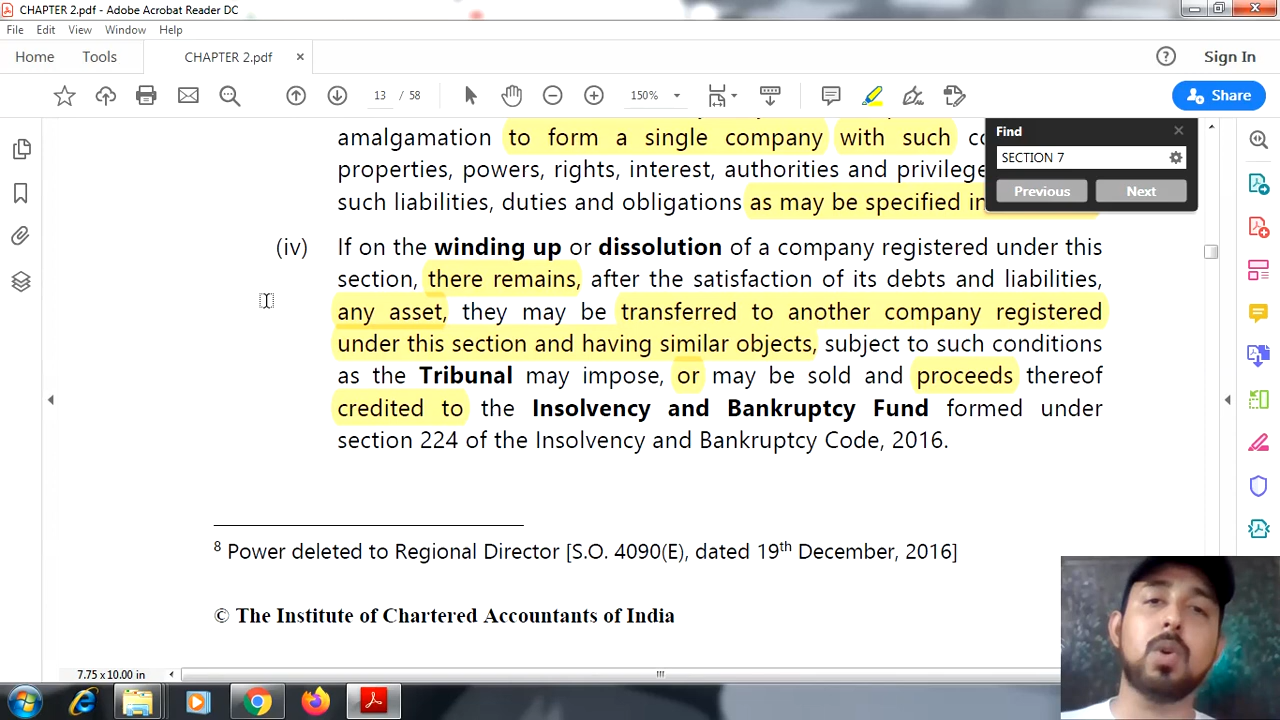 CHAPTER 2.pdf - Adobe Acrobat Reader DC
File Edit View Window Help
Home Tools CHAPTER 2.pdf × Sign In
13 / 58 150% Share
Find
SECTION 7
Previous Next
amalgamation to form a single company with such
properties, powers, rights, interest, authorities and
such liabilities, duties and obligations as may be specified in
(iv) If on the winding up or dissolution of a company registered under this
section, there remains, after the satisfaction of its debts and liabilities,
any asset, they may be transferred to another company registered
under this section and having similar objects, subject to such conditions
as the Tribunal may impose, or may be sold and proceeds thereof
credited to the Insolvency and Bankruptcy Fund formed under
section 224 of the Insolvency and Bankruptcy Code, 2016.
8 Power deleted to Regional Director [S.O. 4090(E), dated 19th December, 2016]
© The Institute of Chartered Accountants of India
7.75 x 10.00 in